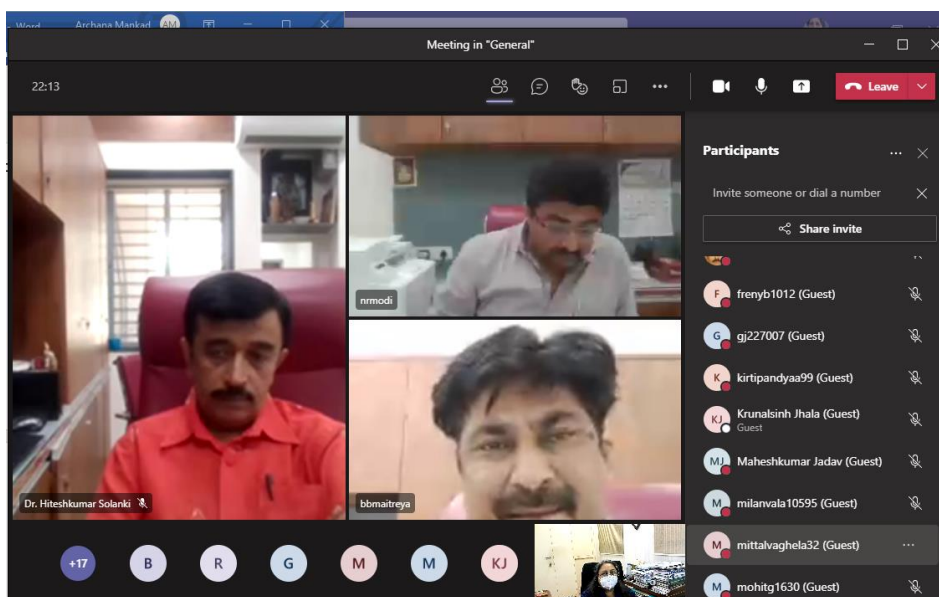 Word
Archana Mankad
AM
Meeting in "General"
22:13
Leave
Participants
Invite someone or dial a number
Share invite
F
frenyb1012 (Guest)
G
gj227007 (Guest)
K
kirtipandyaa99 (Guest)
KJ
Krunalsinh Jhala (Guest)
Guest
MJ
Maheshkumar Jadav (Guest)
M
milanvala10595 (Guest)
M
mittalvaghela32 (Guest)
M
mohitg1630 (Guest)
nrmodi
Dr. Hiteshkumar Solanki
bbmaitreya
+17
B
R
G
M
M
KJ